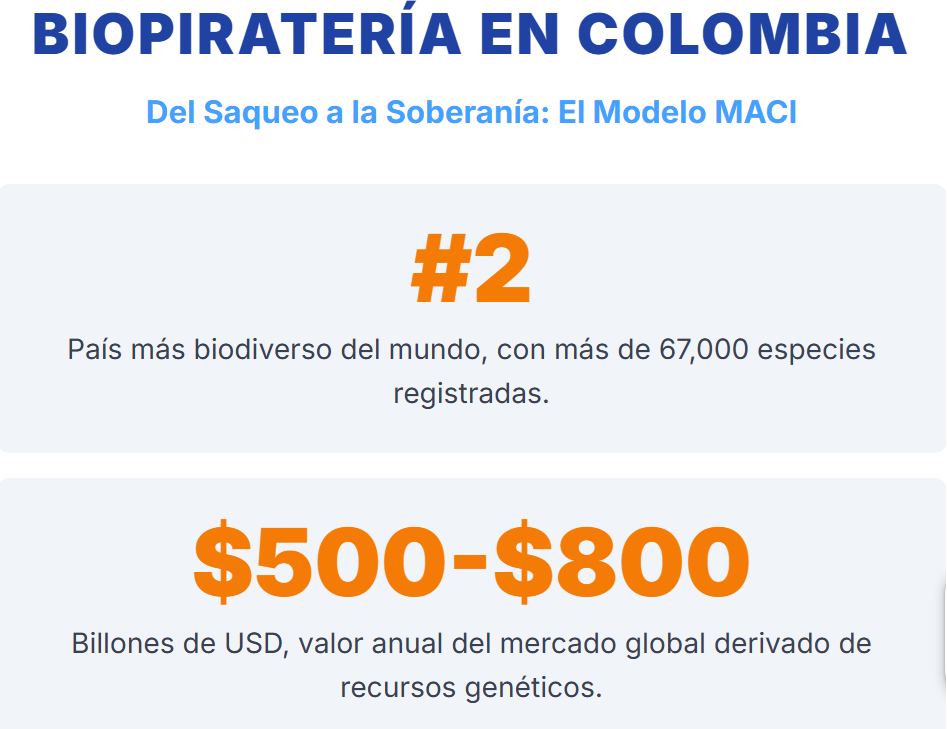 BIOPIRATERÍA EN COLOMBIA
Del Saqueo a la Soberanía: El Modelo MACI
#2
País más biodiverso del mundo, con más de 67,000 especies
registradas.
$500-$800
Billones de USD, valor anual del mercado global derivado de
recursos genéticos.